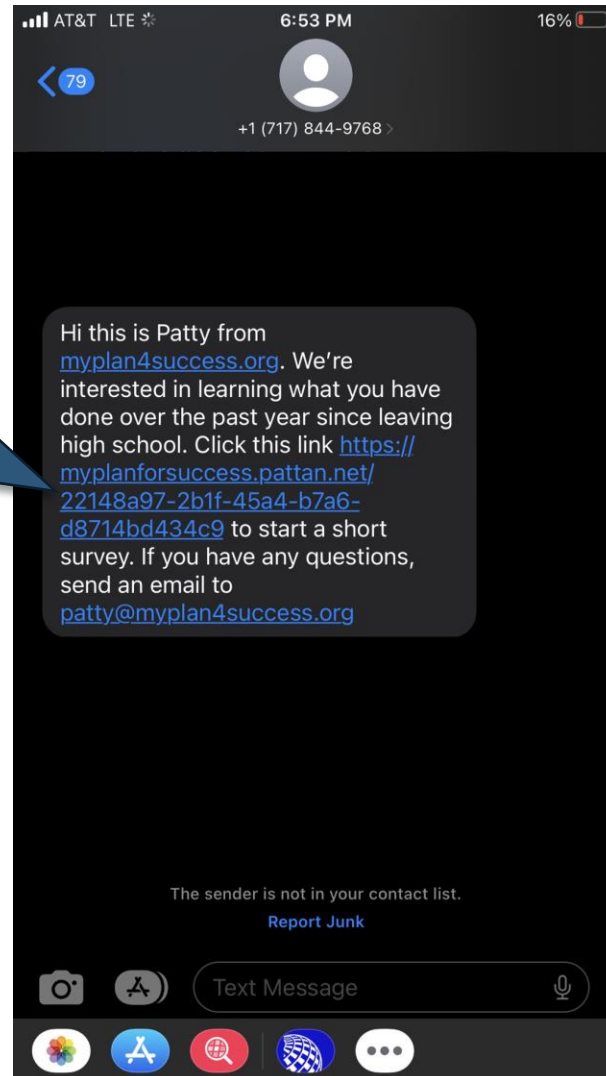 AT&T LTE 6:53 PM 16%
79
+1 (717) 844-9768 >
Hi this is Patty from
myplan4success.org. We’re
interested in learning what you have
done over the past year since leaving
high school. Click this link https://
myplanforsuccess.pattan.net/
22148a97-2b1f-45a4-b7a6-
d8714bd434c9 to start a short
survey. If you have any questions,
send an email to
patty@myplan4success.org
The sender is not in your contact list.
Report Junk
Text Message